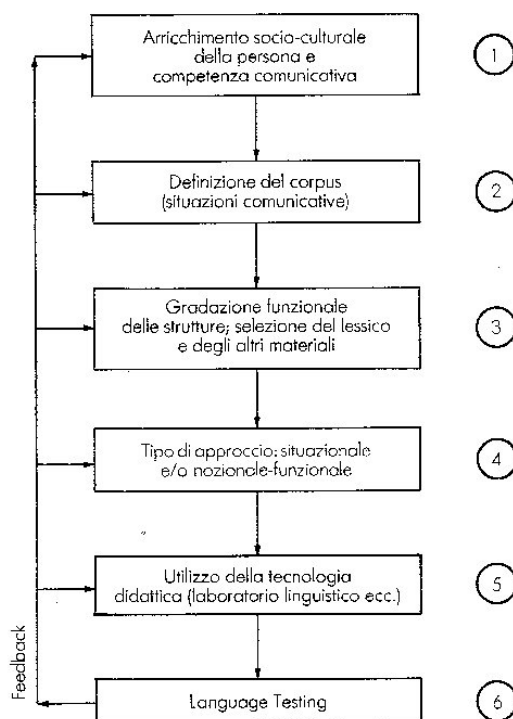 Arricchimento socio-culturale
della persona e
competenza comunicativa
1
Definizione del corpus
(situazioni comunicative)
2
Gradazione funzionale
delle strutture; selezione del lessico
e degli altri materiali
3
Tipo di approccio: situazionale
e/o nozionale-funzionale
4
Utilizzo della tecnologia
didattica (laboratorio linguistico ecc.)
5
Feedback
Language Testing
6